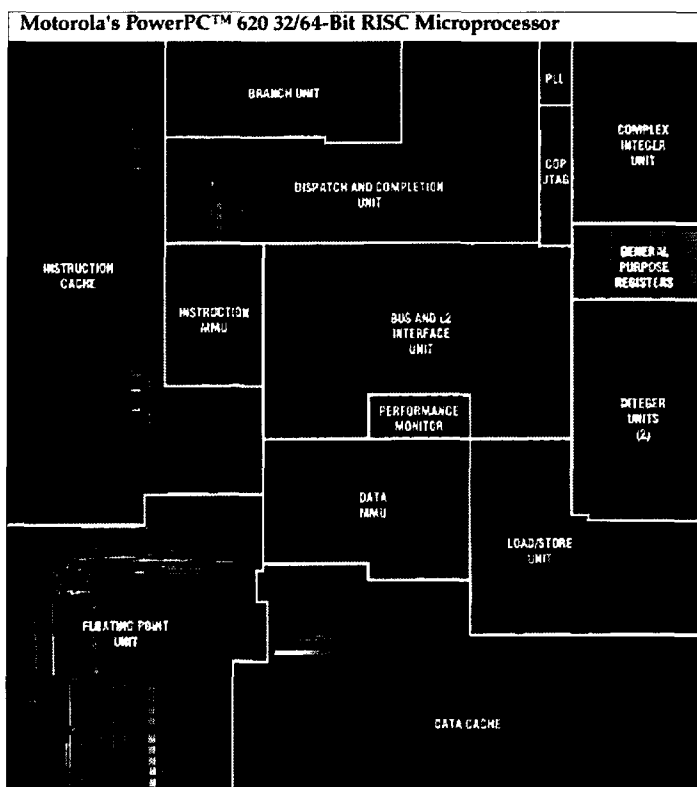 Motorola's PowerPC™ 620 32/64-Bit RISC Microprocessor
BRANCH UNIT
PLL
COMPLEX
INTEGER
UNIT
DISPATCH AND COMPLETION
UNIT
COP
JTAG
INSTRUCTION
CACHE
INSTRUCTION
MMU
BUS AND L2
INTERFACE
UNIT
GENERAL
PURPOSE
REGISTERS
PERFORMANCE
MONITOR
INTEGER
UNITS
(2)
DATA
MMU
LOAD/STORE
UNIT
FLOATING POINT
UNIT
DATA CACHE